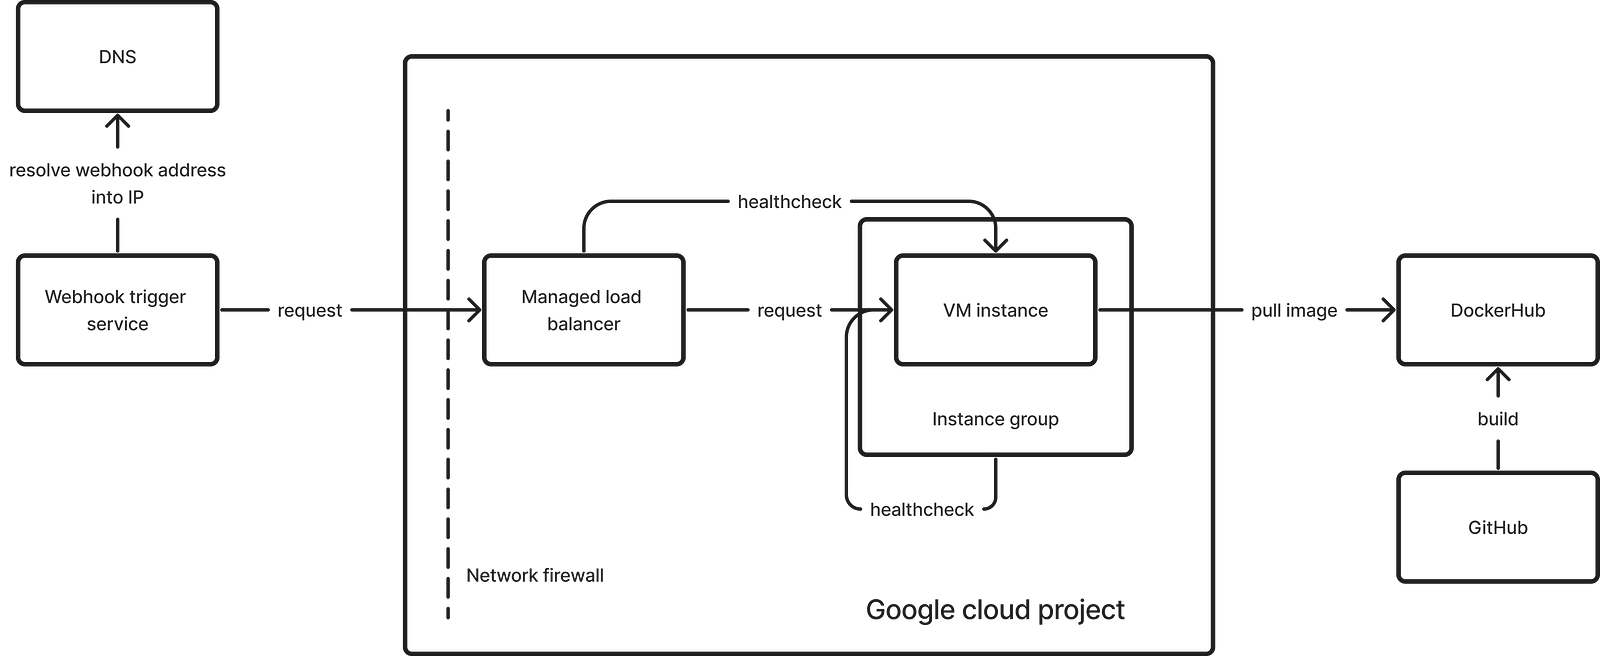 DNS
resolve webhook address
into IP
healthcheck
Webhook trigger
service
request
Managed load
balancer
request
VM instance
pull image
DockerHub
Instance group
build
healthcheck
GitHub
Network firewall
Google cloud project